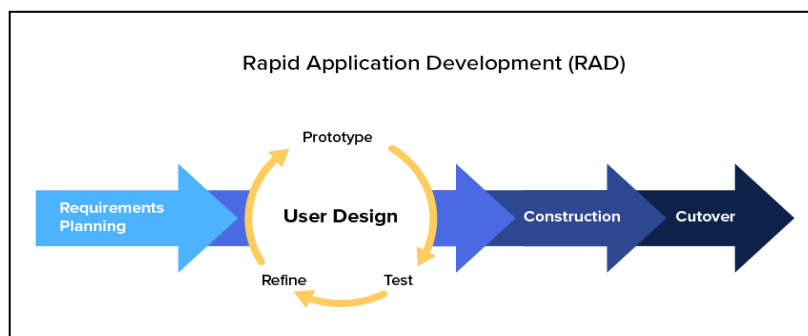 Rapid Application Development (RAD)
Prototype
Requirements
Planning
User Design
Construction
Cutover
Refine
Test